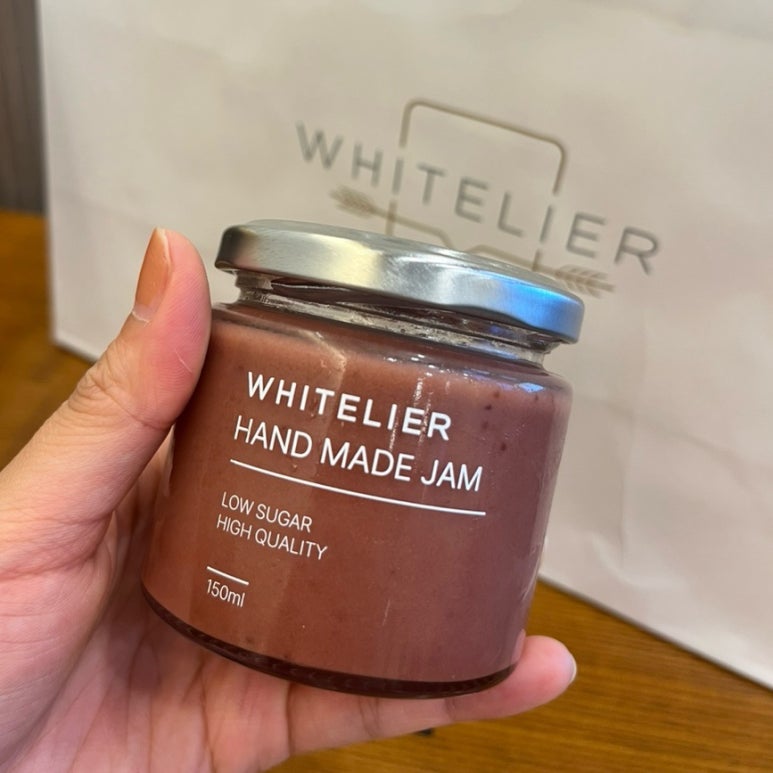 WHITELIER
WHITELIER
HAND MADE JAM
LOW SUGAR
HIGH QUALITY
150ml